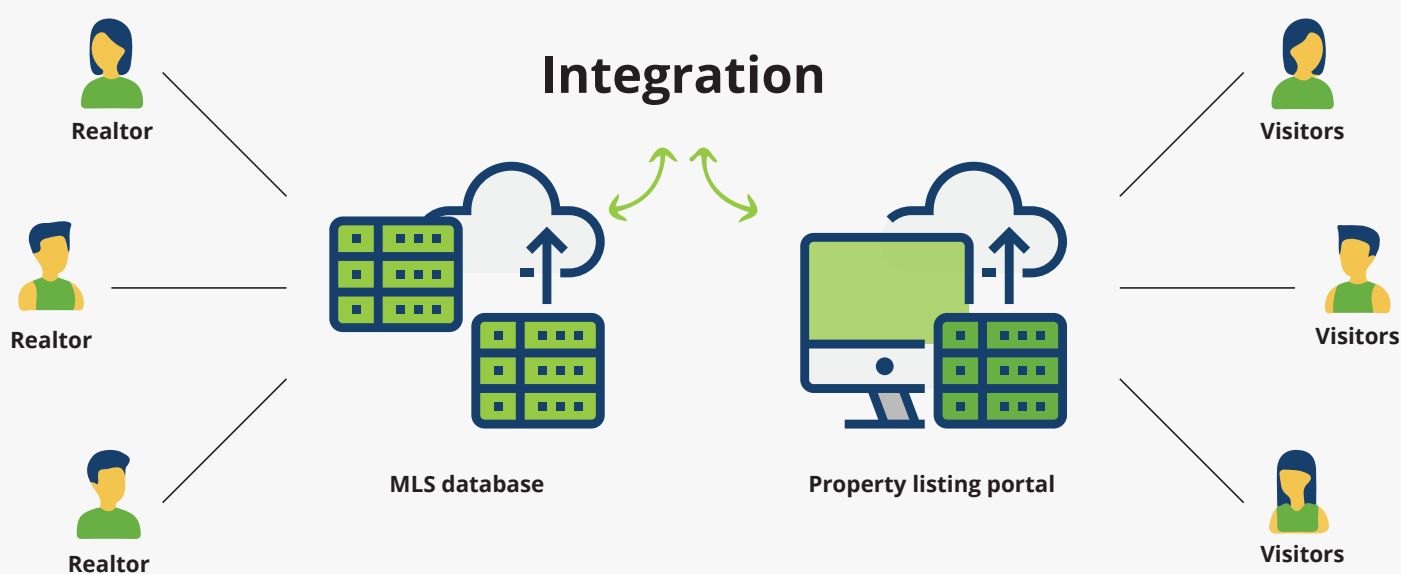 Integration
Realtor
Visitors
Realtor
Visitors
MLS database
Property listing portal
Realtor
Visitors